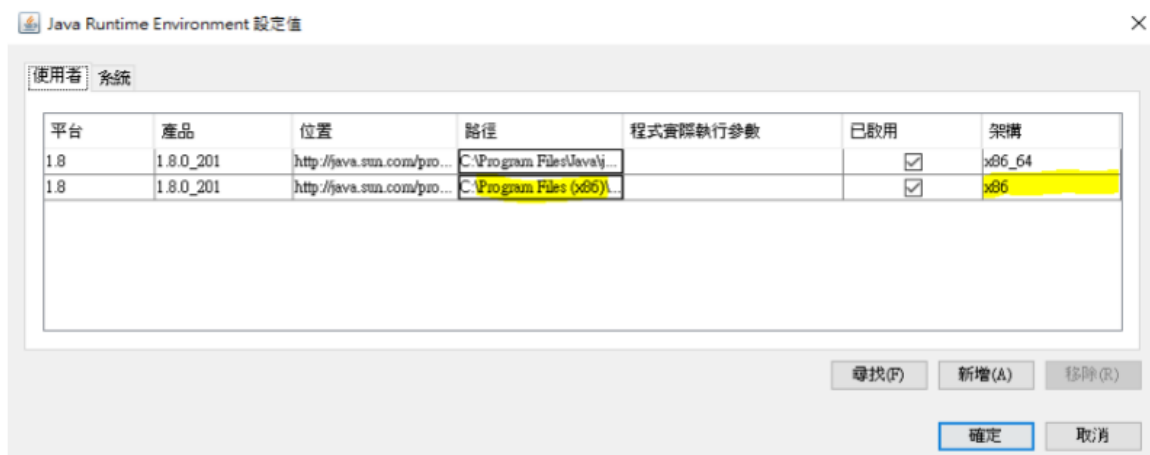 Java Runtime Environment 設定值
使用者 系統
平台 產品 位置 路徑 程式實際執行參數 已啟用 架構
1.8 1.8.0_201 http://java.sun.com/pro... C:\Program Files\Java\j... x86_64
1.8 1.8.0_201 http://java.sun.com/pro... C:\Program Files (x86)\... x86
尋找(F) 新增(A) 移除(R)
確定 取消